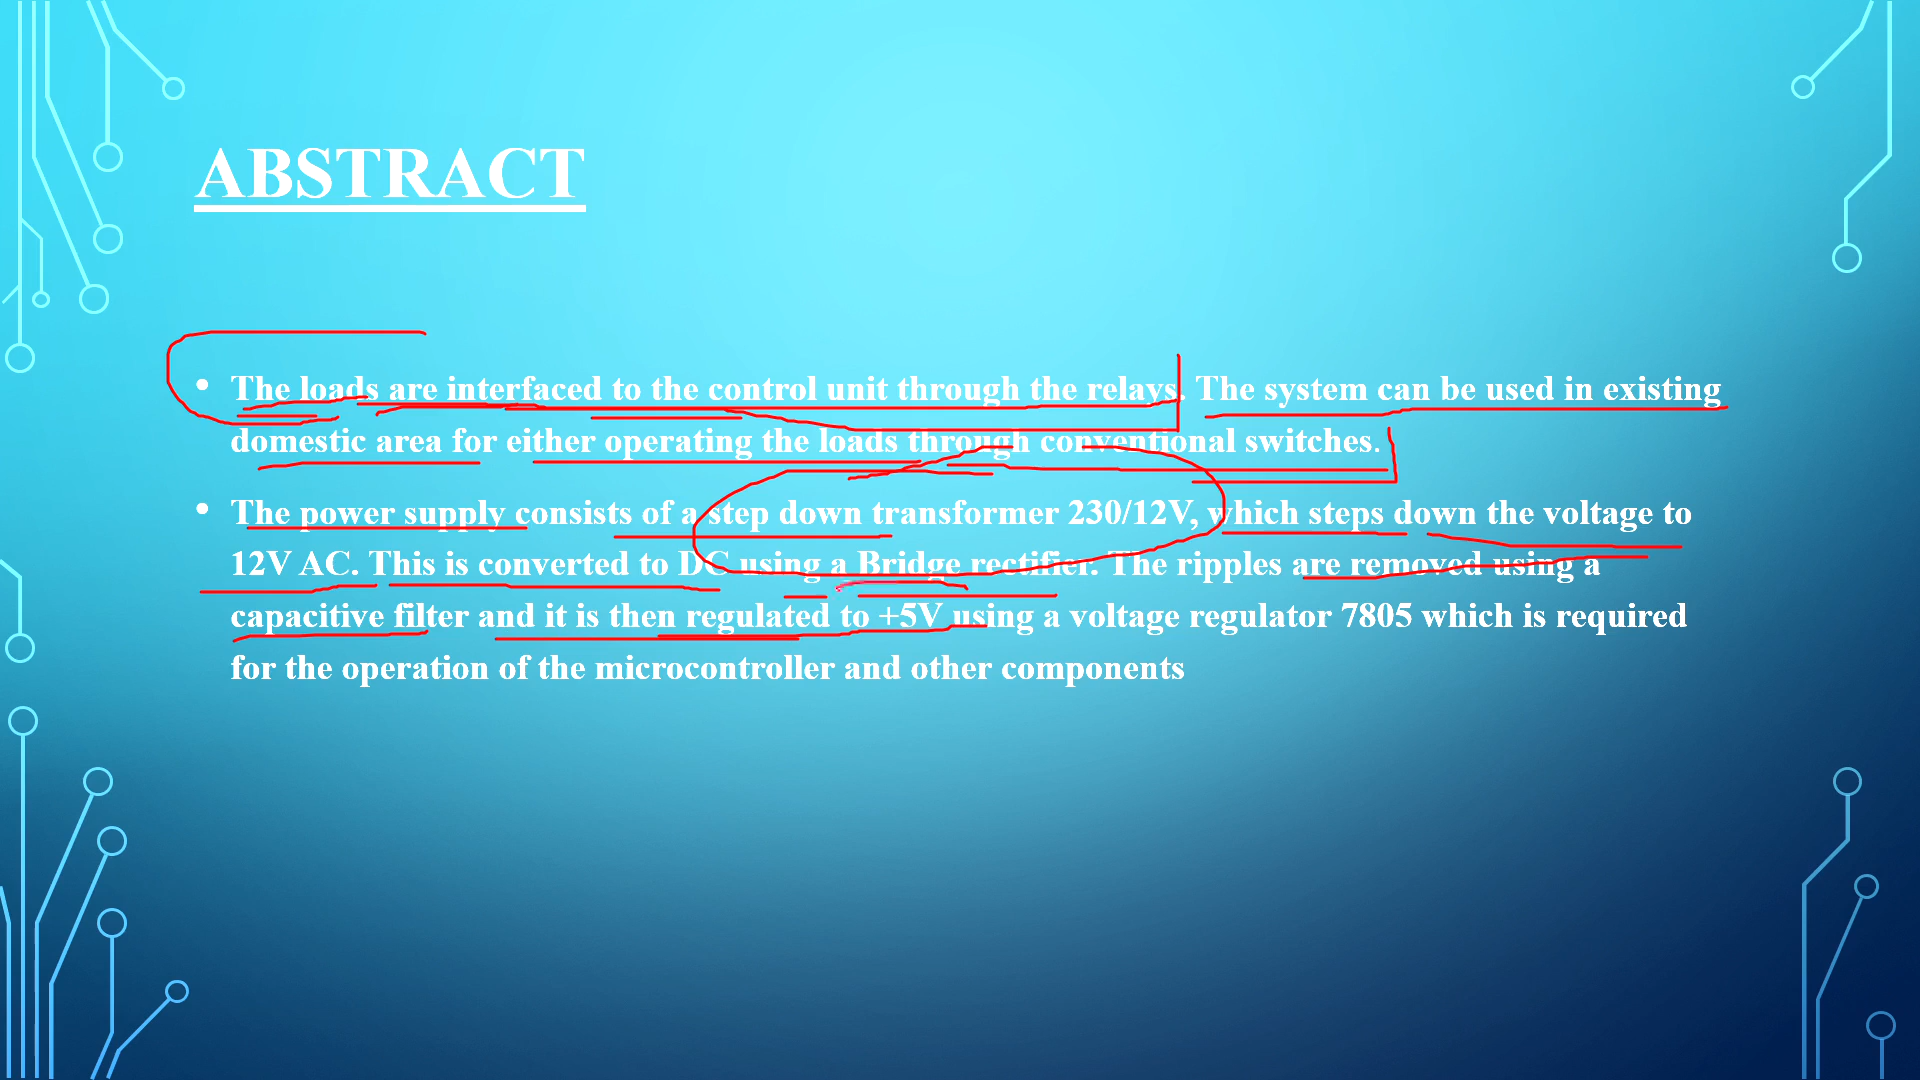 ABSTRACT
• The loads are interfaced to the control unit through the relays. The system can be used in existing
domestic area for either operating the loads through conventional switches.
• The power supply consists of a step down transformer 230/12V, which steps down the voltage to
12V AC. This is converted to DC using a Bridge rectifier. The ripples are removed using a
capacitive filter and it is then regulated to +5V using a voltage regulator 7805 which is required
for the operation of the microcontroller and other components